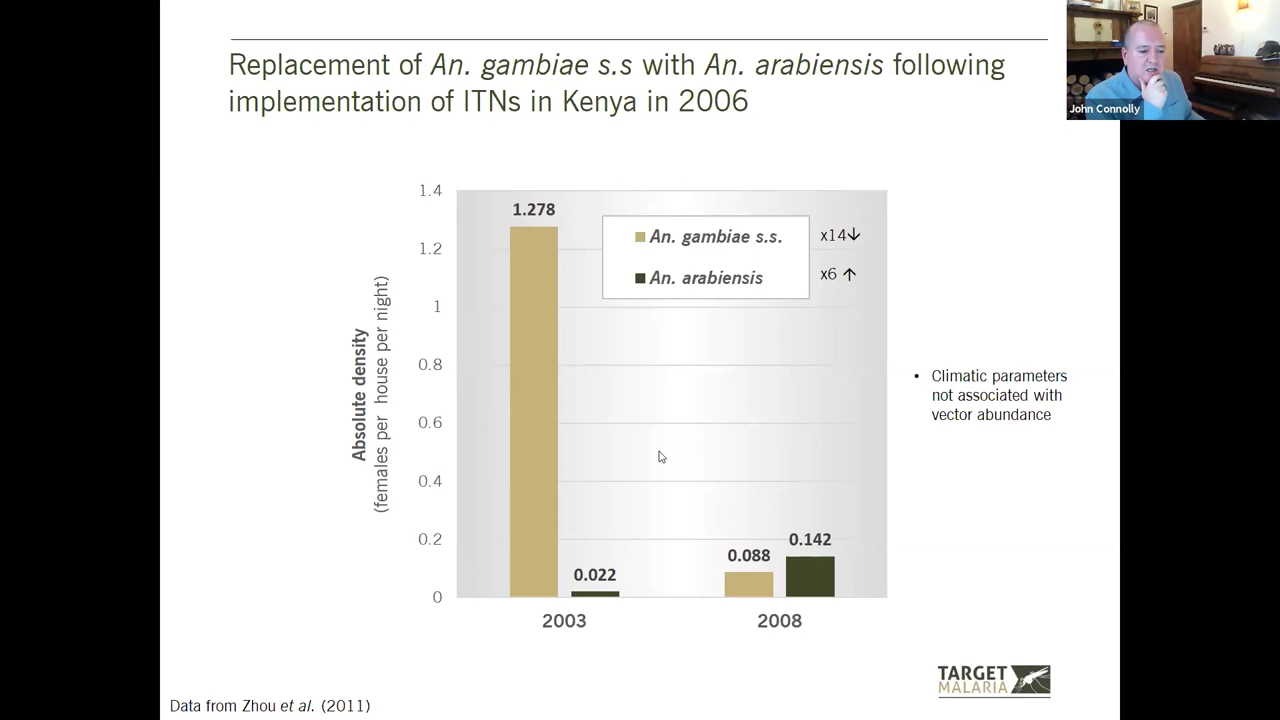 Replacement of An. gambiae s.s with An. arabiensis following
implementation of ITNs in Kenya in 2006
John Connolly
1.4
1.2
1
0.8
0.6
0.4
0.2
0
Absolute density
(females per house per night)
1.278
0.022
0.088
0.142
An. gambiae s.s.
x14↓
An. arabiensis
x6 ↑
2003
2008
• Climatic parameters
not associated with
vector abundance
TARGET
MALARIA
Data from Zhou et al. (2011)